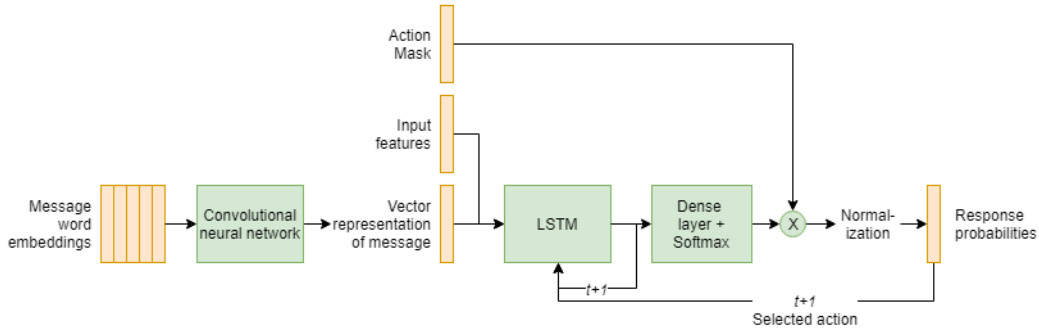 Action
Mask
Input
features
Message
word
embeddings
Convolutional
neural network
Vector
representation
of message
LSTM
Dense
layer +
Softmax
X
Normal-
ization
Response
probabilities
t+1
t+1
Selected action